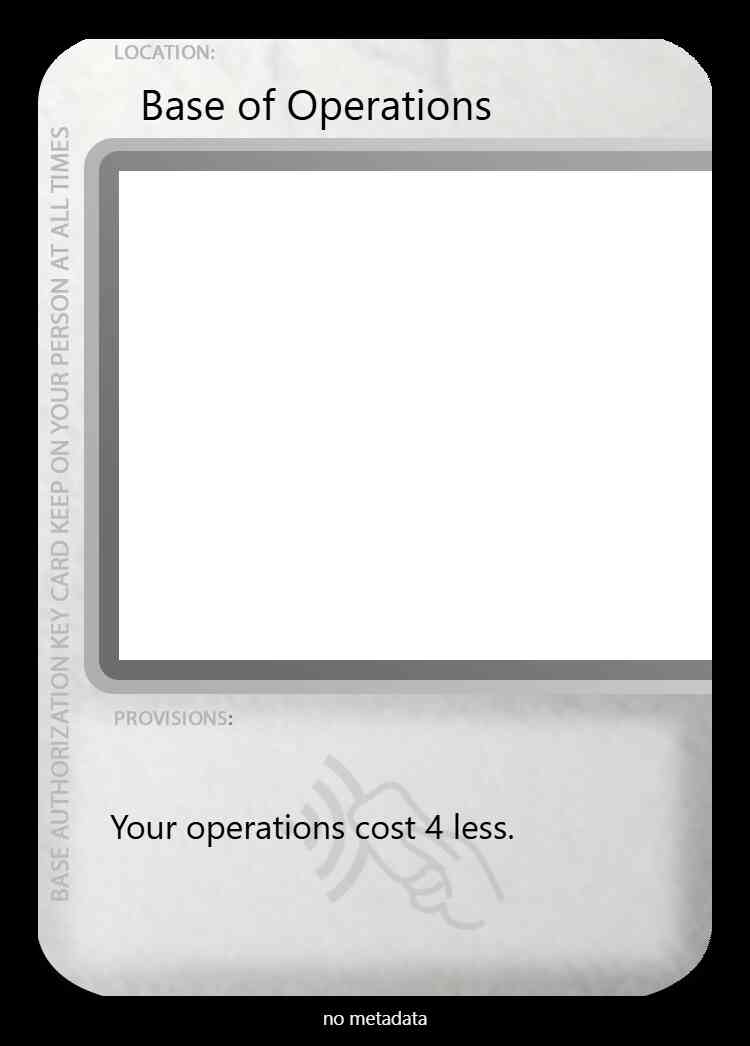 LOCATION:
Base of Operations
BASE AUTHORIZATION KEY CARD KEEP ON YOUR PERSON AT ALL TIMES
PROVISIONS:
Your operations cost 4 less.
no metadata